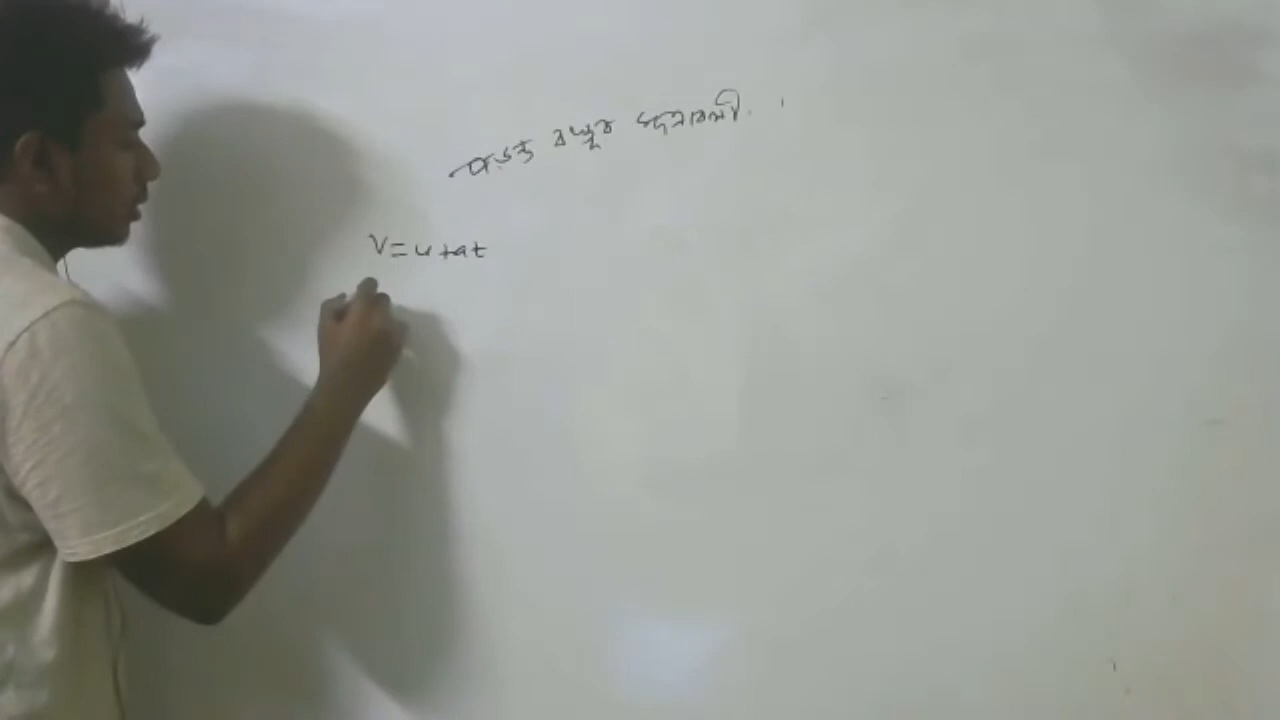 পড়ন্ত বস্তুর সূত্রাবলী।
v = u + at